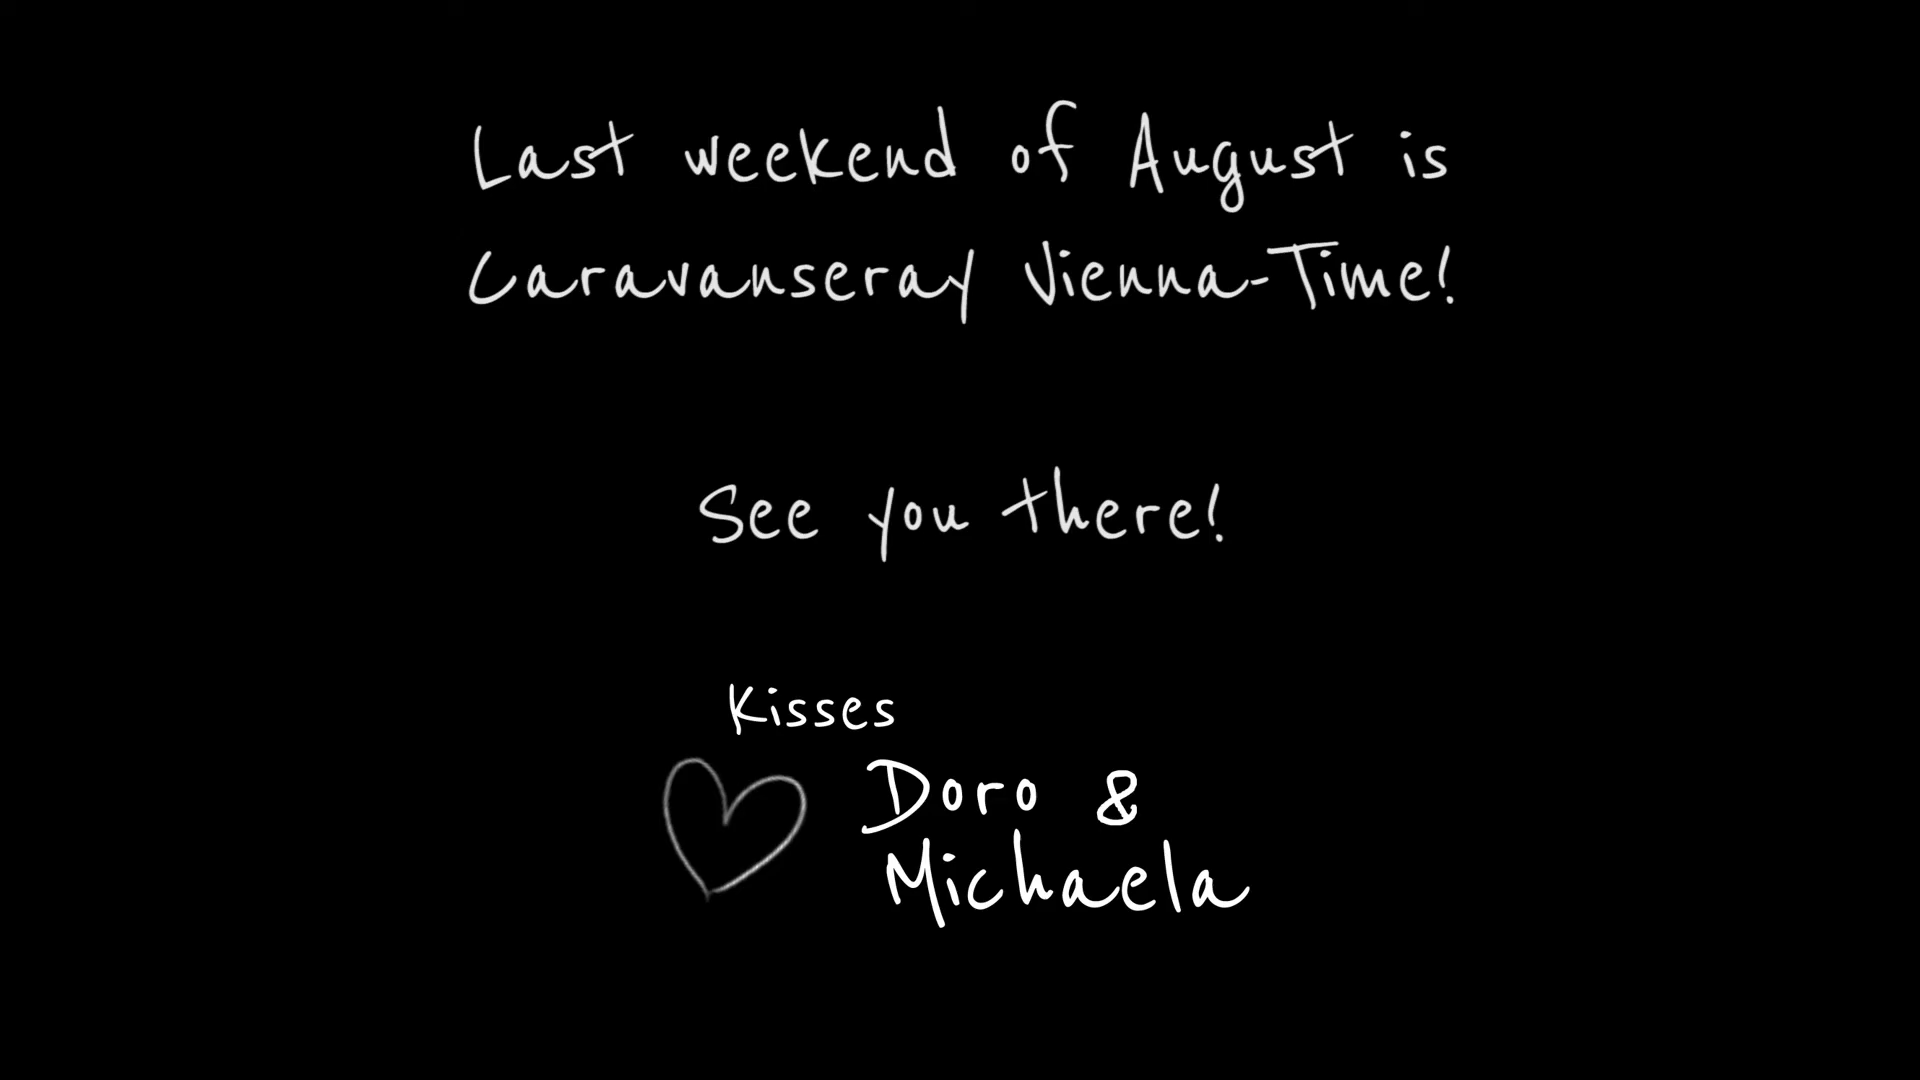 Last weekend of August is
Caravanseray Vienna-Time!
See you there!
Kisses
Doro &
Michaela